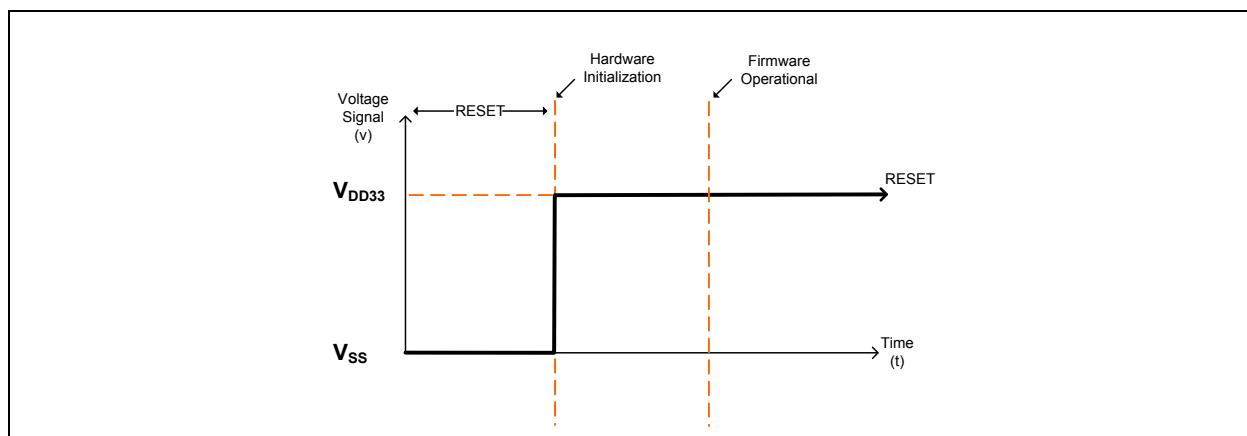 Hardware
Initialization
Firmware
Operational
Voltage
Signal
(v)
RESET
VDD33
RESET
VSS
Time
(t)